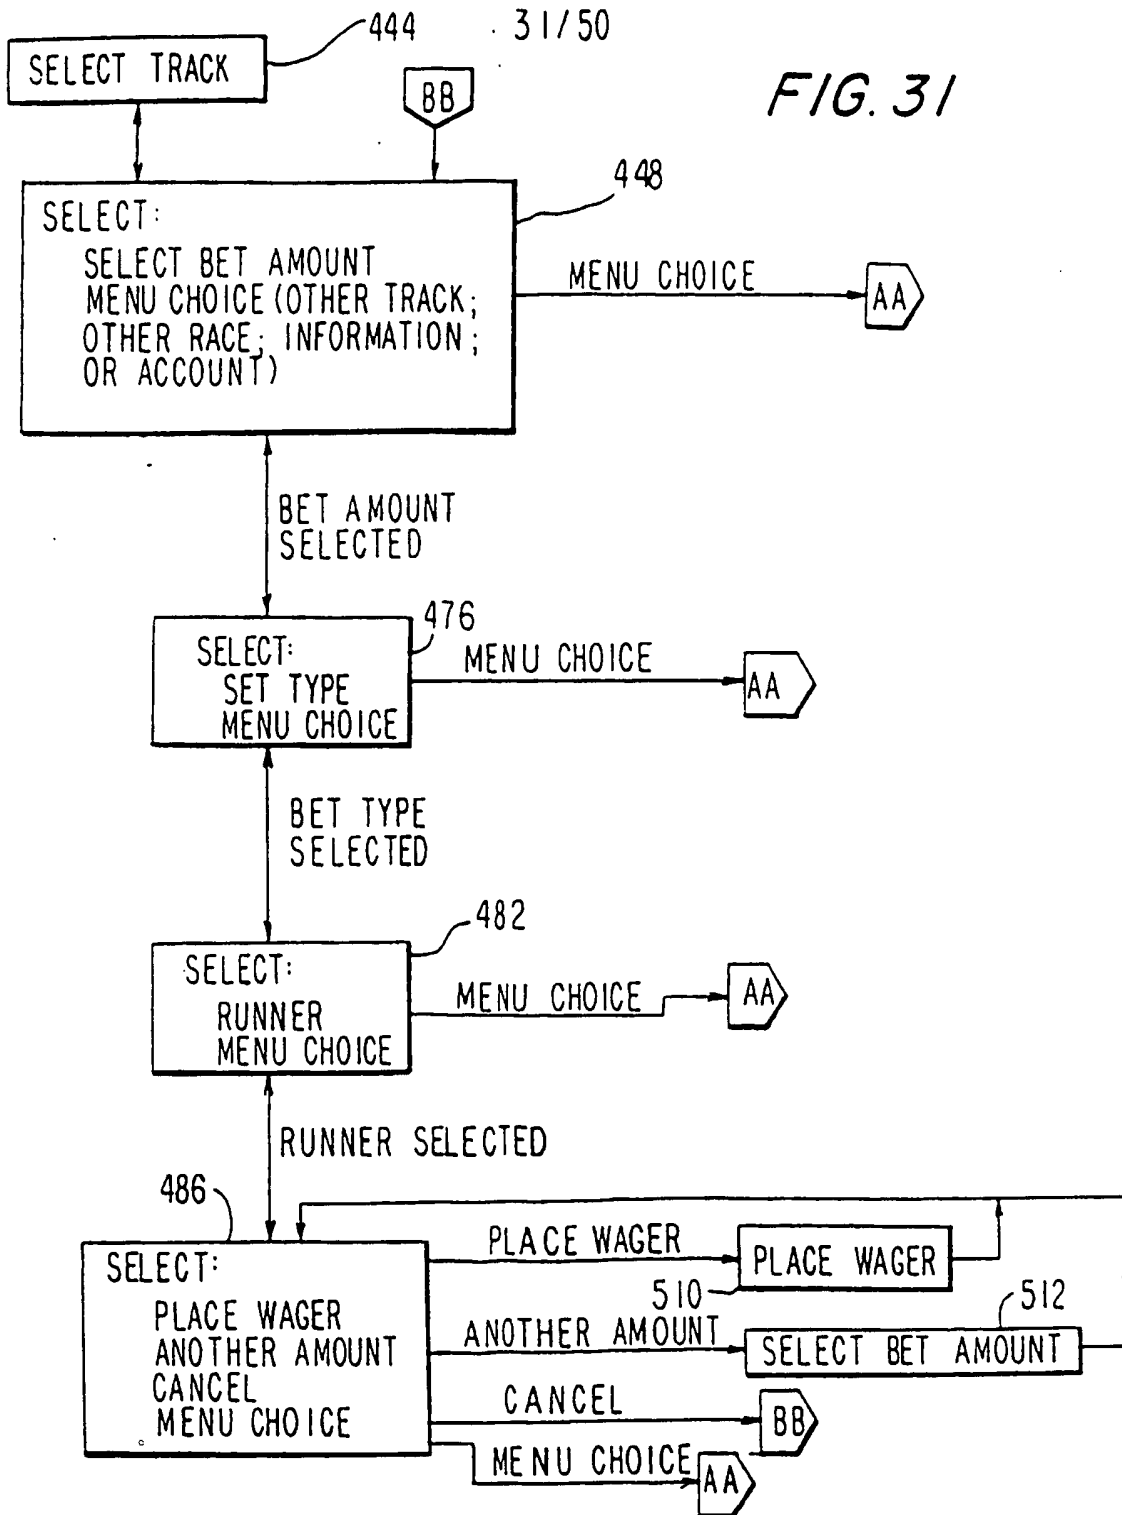 444
31/50
FIG. 31
SELECT TRACK
BB
448
SELECT:
SELECT BET AMOUNT
MENU CHOICE (OTHER TRACK;
OTHER RACE; INFORMATION;
OR ACCOUNT)
MENU CHOICE
AA
BET AMOUNT
SELECTED
476
SELECT:
SET TYPE
MENU CHOICE
MENU CHOICE
AA
BET TYPE
SELECTED
482
SELECT:
RUNNER
MENU CHOICE
MENU CHOICE
AA
RUNNER SELECTED
486
SELECT:
PLACE WAGER
ANOTHER AMOUNT
CANCEL
MENU CHOICE
PLACE WAGER
PLACE WAGER
510
512
ANOTHER AMOUNT
SELECT BET AMOUNT
CANCEL
BB
MENU CHOICE
AA